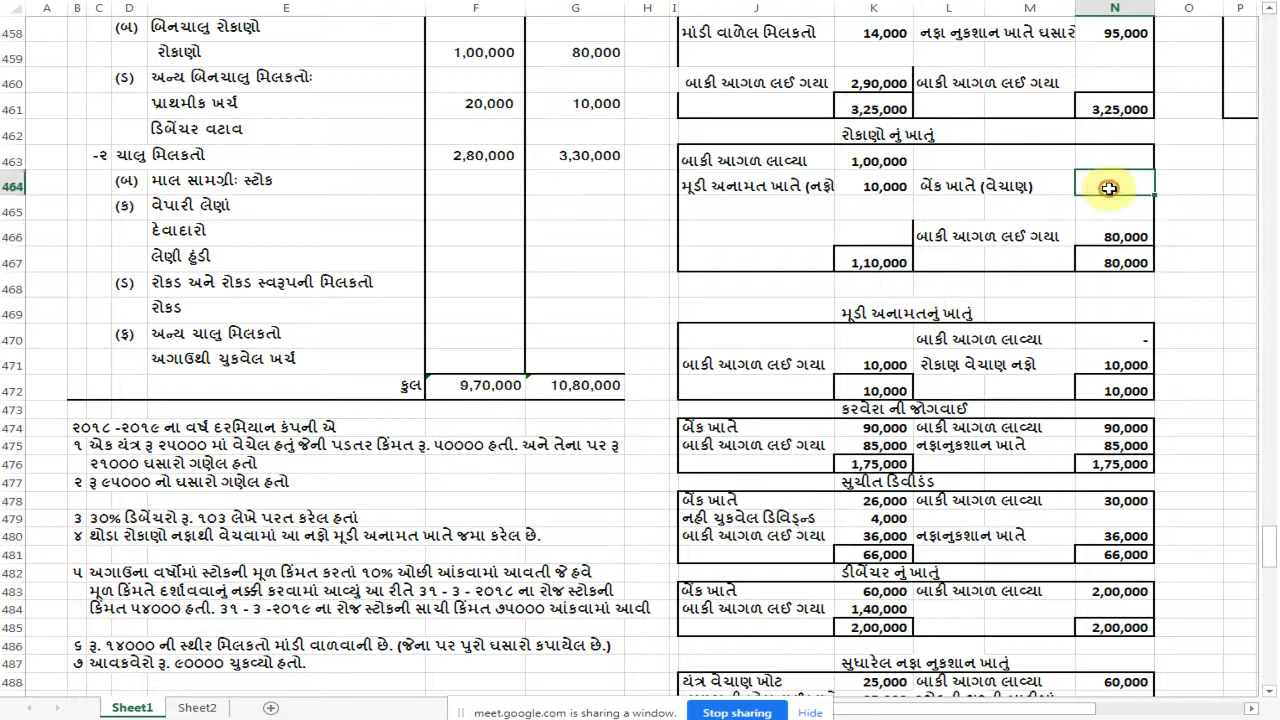 A B C D E F G H I J K L M N O P
458 (બ) બિનચાલુ રોકાણો માંડી વાળેલ મિલકતો 14,000 નફા નુકશાન ખાતે ઘસારો 95,000
459 રોકાણો 1,00,000 80,000
460 (ડ) અન્ય બિનચાલુ મિલકતોઃ બાકી આગળ લઈ ગયા 2,90,000 બાકી આગળ લઈ ગયા
461 પ્રાથમીક ખર્ચ 20,000 10,000 3,25,000 3,25,000
462 ડિબેંચર વટાવ રોકાણો નું ખાતું
463 -૨ ચાલુ મિલકતો 2,80,000 3,30,000 બાકી આગળ લાવ્યા 1,00,000
464 (બ) માલ સામગ્રીઃ સ્ટોક મૂડી અનામત ખાતે (નફો 10,000 બેંક ખાતે (વેચાણ)
465 (ક) વેપારી લેણાં
466 દેવાદારો બાકી આગળ લઈ ગયા 80,000
467 લેણી હુંડી 1,10,000 80,000
468 (ડ) રોકડ અને રોકડ સ્વરૂપની મિલકતો
469 રોકડ મૂડી અનામતનું ખાતું
470 (ફ) અન્ય ચાલુ મિલકતો બાકી આગળ લાવ્યા -
471 અગાઉથી ચુકવેલ ખર્ચ બાકી આગળ લઈ ગયા 10,000 રોકાણ વેચાણ નફો 10,000
472 કુલ 9,70,000 10,80,000 10,000 10,000
473 કરવેરા ની જોગવાઈ
474 ૨૦૧૮ -૨૦૧૯ ના વર્ષ દરમિયાન કંપની એ બેંક ખાતે 90,000 બાકી આગળ લાવ્યા 90,000
475 ૧ એક યંત્ર રૂ ૨૫૦૦૦ માં વેચેલ હતું જેની પડતર કિંમત રૂ. ૫૦૦૦૦ હતી. અને તેના પર રૂ બાકી આગળ લઈ ગયા 85,000 નફાનુકશાન ખાતે 85,000
476 ૨૧૦૦૦ ઘસારો ગણેલ હતો 1,75,000 1,75,000
477 ૨ રૂ ૯૫૦૦૦ નો ઘસારો ગણેલ હતો સુચીત ડિવીડંડ
478 બેંક ખાતે 26,000 બાકી આગળ લાવ્યા 30,000
479 ૩ ૩૦% ડિબેંચરો રૂ. ૧૦૩ લેખે પરત કરેલ હતાં નહી ચુકવેલ ડિવિડ્ન્ડ 4,000
480 ૪ થોડા રોકાણો નફાથી વેચવામાં આ નફો મૂડી અનામત ખાતે જમા કરેલ છે. બાકી આગળ લઈ ગયા 36,000 નફાનુકશાન ખાતે 36,000
481 66,000 66,000
482 ૫ અગાઉના વર્ષોમાં સ્ટોકની મૂળ કિંમત કરતાં ૧૦% ઓછી આંકવામાં આવતી જે હવે ડીબેંચર નું ખાતું
483 મૂળ કિંમતે દર્શાવવાનું નક્કી કરવામાં આવ્યું આ રીતે ૩૧ - ૩ - ૨૦૧૮ ના રોજ સ્ટોકની બેંક ખાતે 60,000 બાકી આગળ લાવ્યા 2,00,000
484 કિંમત ૫૪૦૦૦ હતી. ૩૧ - ૩ -૨૦૧૯ ના રોજ સ્ટોકની સાચી કિંમત ૭૫૦૦૦ આંકવામાં આવી બાકી આગળ લઈ ગયા 1,40,000
485 2,00,000 2,00,000
486 ૬ રૂ. ૧૪૦૦૦ ની સ્થીર મિલકતો માંડી વાળવાની છે. (જેના પર પુરો ઘસારો કપાયેલ છે.)
487 ૭ આવકવેરો રૂ. ૯૦૦૦૦ ચુકવ્યો હતો. સુધારેલ નફા નુકશાન ખાતું
488 યંત્ર વેચાણ ખોટ 25,000 બાકી આગળ લાવ્યા 60,000
Sheet1 Sheet2
meet.google.com is sharing a window. Stop sharing Hide